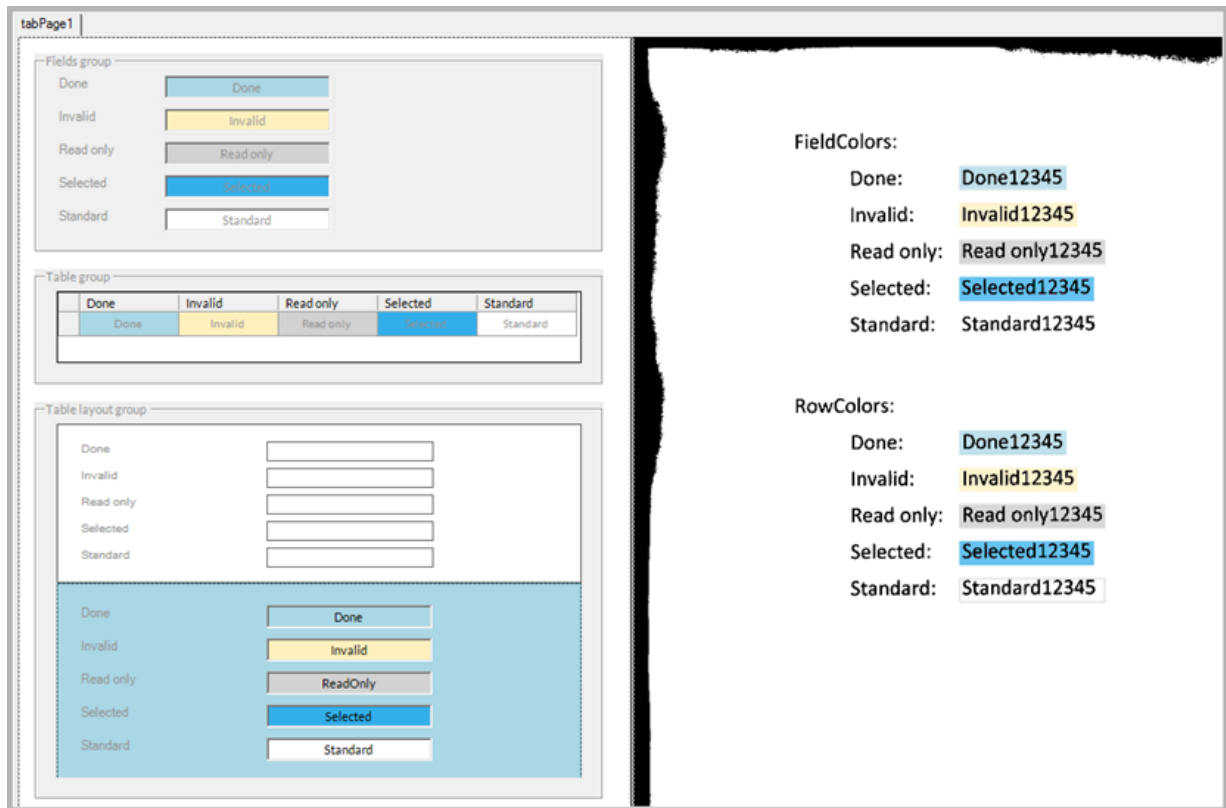 tabPage1
Fields group
Done Done
Invalid Invalid
Read only Read only
Selected Selected
Standard Standard
Table group
Done Invalid Read only Selected Standard
Done Invalid Read only Selected Standard
Table layout group
Done
Invalid
Read only
Selected
Standard
Done Done
Invalid Invalid
Read only ReadOnly
Selected Selected
Standard Standard
FieldColors:
Done: Done12345
Invalid: Invalid12345
Read only: Read only12345
Selected: Selected12345
Standard: Standard12345
RowColors:
Done: Done12345
Invalid: Invalid12345
Read only: Read only12345
Selected: Selected12345
Standard: Standard12345